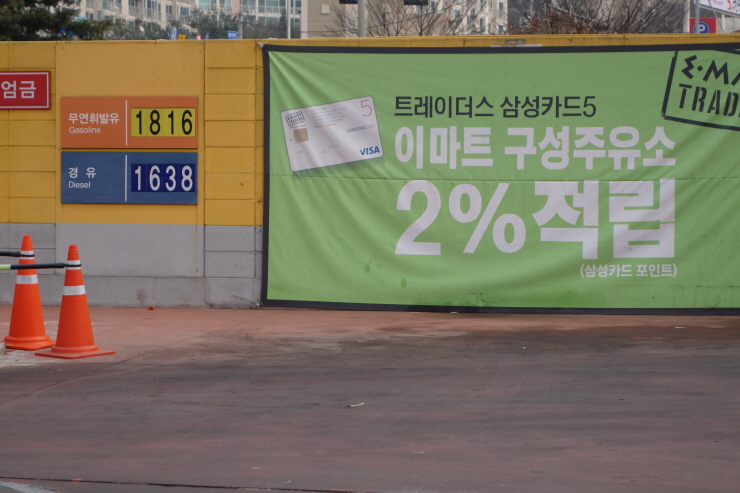 엄금
무연휘발유
Gasoline
1816
경 유
Diesel
1638
5
VISA
트레이더스 삼성카드5
이마트 구성주유소
2%적립
(삼성카드 포인트)
TRAD